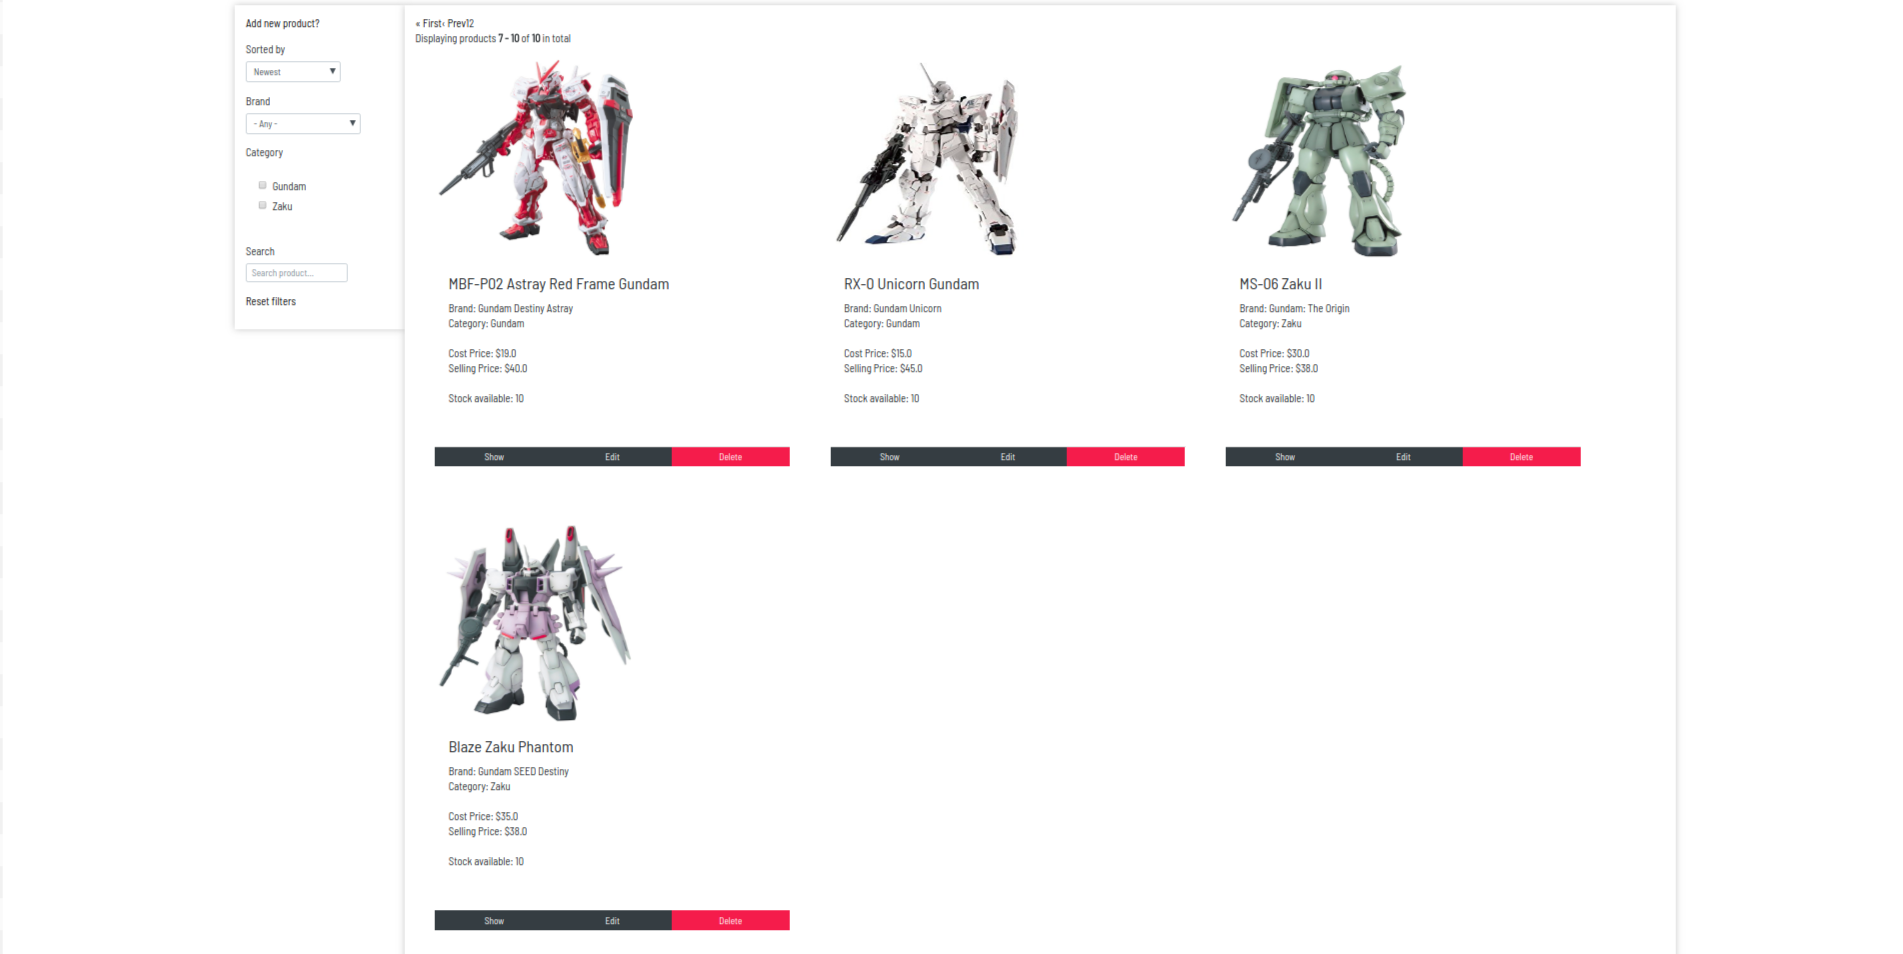 Add new product?
Sorted by
Newest
Brand
- Any -
Category
Gundam
Zaku
Search
Search product...
Reset filters
« First‹ Prev12
Displaying products 7 - 10 of 10 in total
MBF-P02 Astray Red Frame Gundam
Brand: Gundam Destiny Astray
Category: Gundam
Cost Price: $19.0
Selling Price: $40.0
Stock available: 10
Show Edit Delete
RX-0 Unicorn Gundam
Brand: Gundam Unicorn
Category: Gundam
Cost Price: $15.0
Selling Price: $45.0
Stock available: 10
Show Edit Delete
MS-06 Zaku II
Brand: Gundam: The Origin
Category: Zaku
Cost Price: $30.0
Selling Price: $38.0
Stock available: 10
Show Edit Delete
Blaze Zaku Phantom
Brand: Gundam SEED Destiny
Category: Zaku
Cost Price: $35.0
Selling Price: $38.0
Stock available: 10
Show Edit Delete